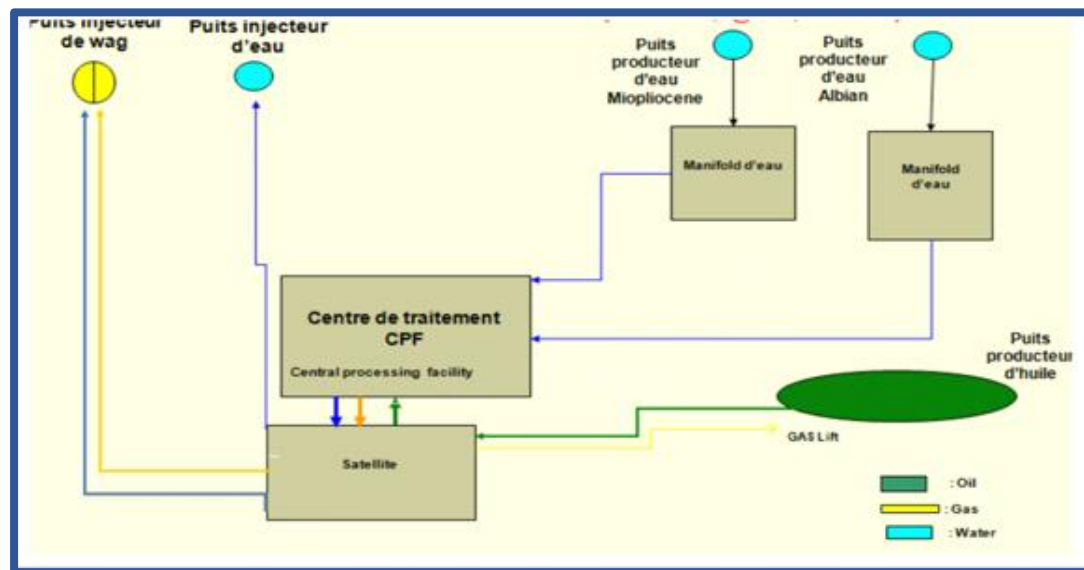 Puits injecteur
de wag
Puits injecteur
d'eau
Puits
producteur
d'eau
Miopliocene
Puits
producteur
d'eau
Albian
Manifold d'eau
Manifold
d'eau
Centre de traitement
CPF
Central processing facility
Puits
producteur
d'huile
GAS Lift
Satellite
: Oil
: Gas
: Water